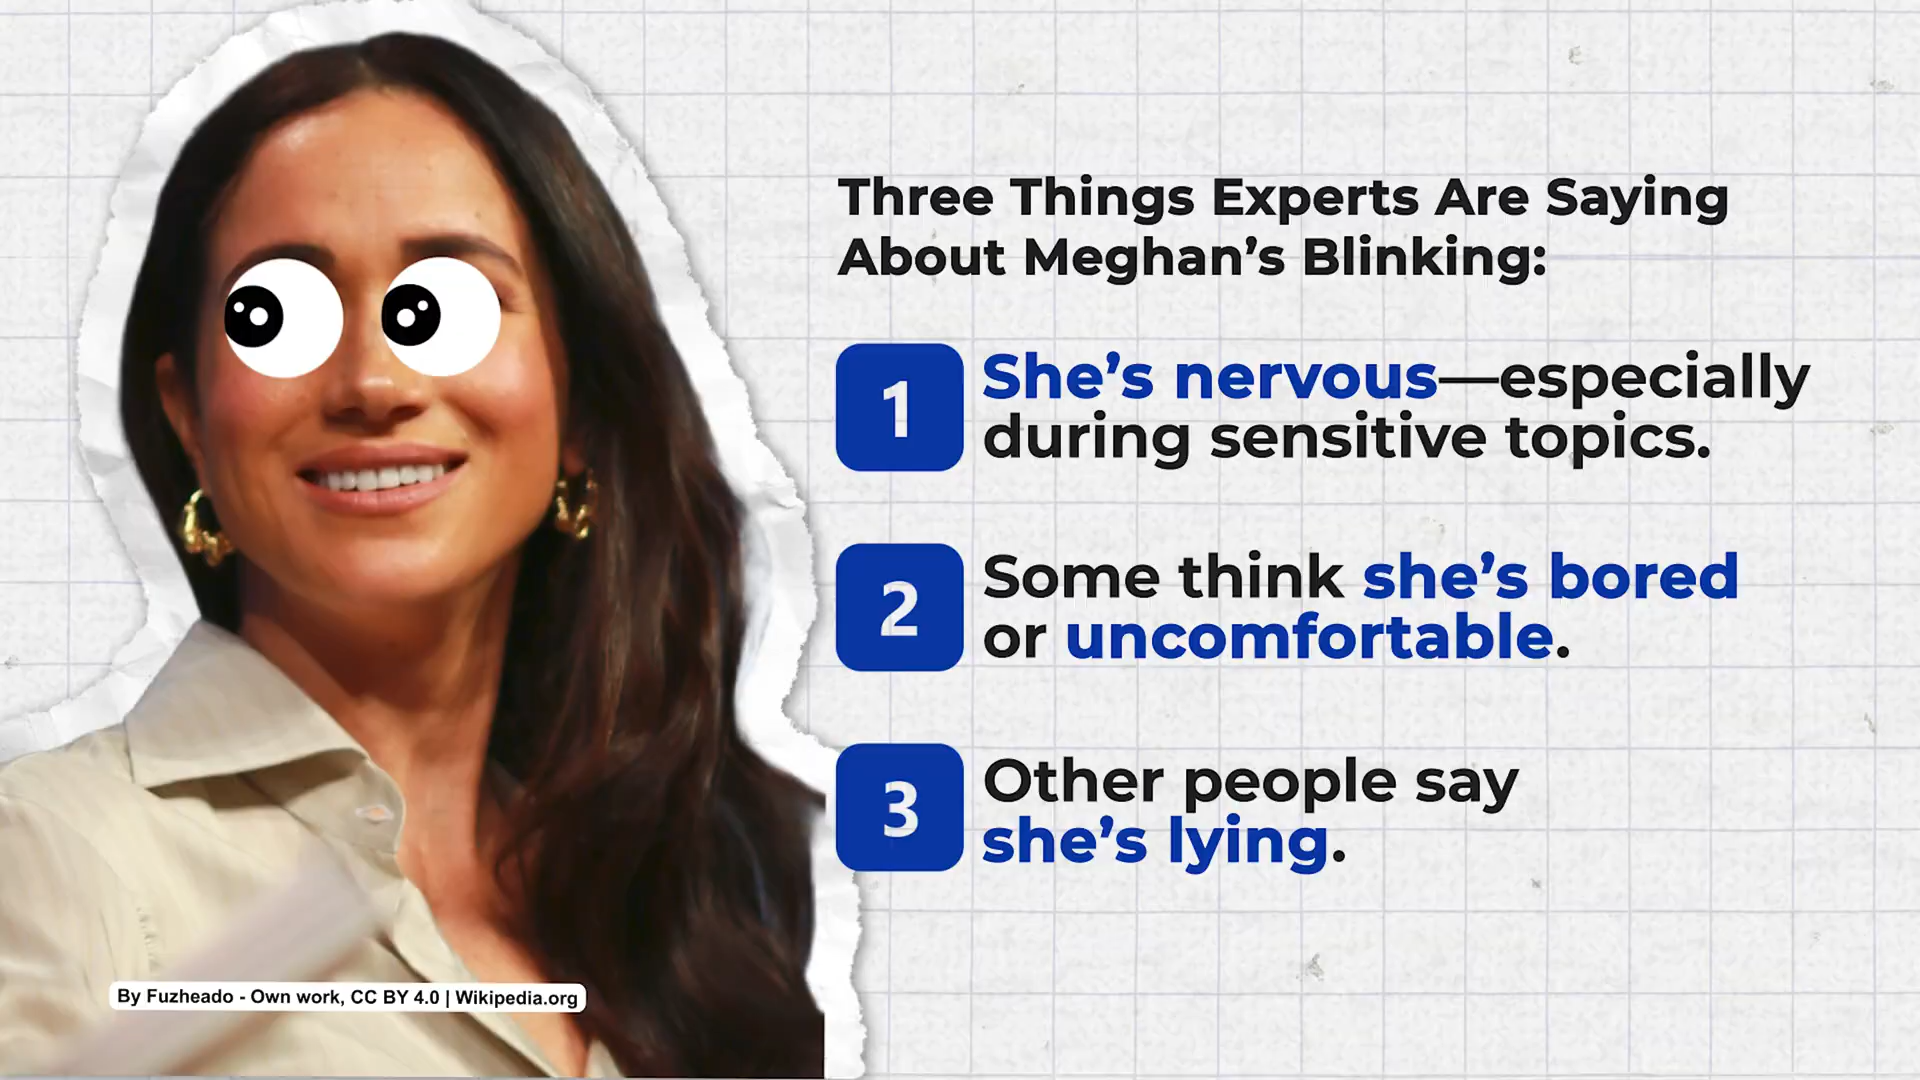 Three Things Experts Are Saying
About Meghan’s Blinking:
1
She’s nervous—especially
during sensitive topics.
2
Some think she’s bored
or uncomfortable.
3
Other people say
she’s lying.
By Fuzheado - Own work, CC BY 4.0 | Wikipedia.org